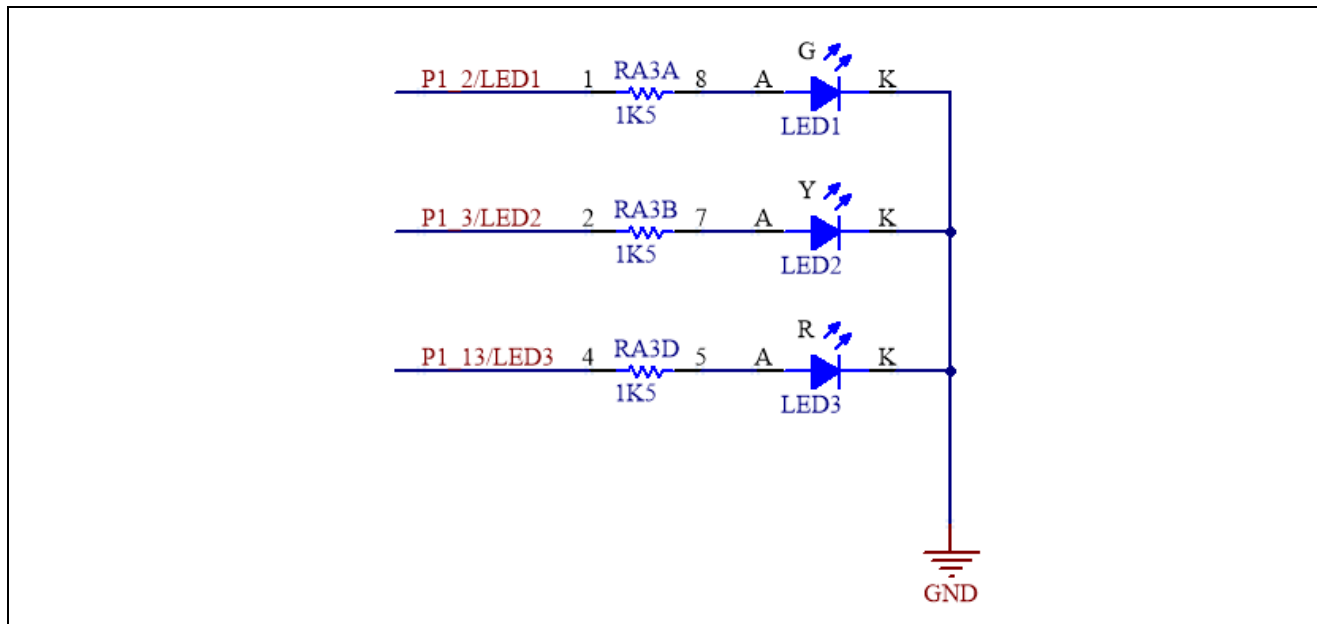 G
P1_2/LED1 1 RA3A 8 A K
1K5 LED1
Y
P1_3/LED2 2 RA3B 7 A K
1K5 LED2
R
P1_13/LED3 4 RA3D 5 A K
1K5 LED3
GND